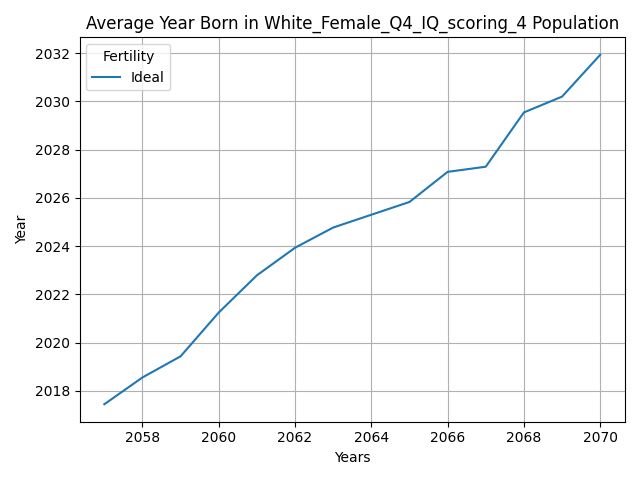 Average Year Born in White_Female_Q4_IQ_scoring_4 Population
Fertility
Ideal
2032
2030
2028
2026
2024
2022
2020
2018
Year
2058 2060 2062 2064 2066 2068 2070
Years